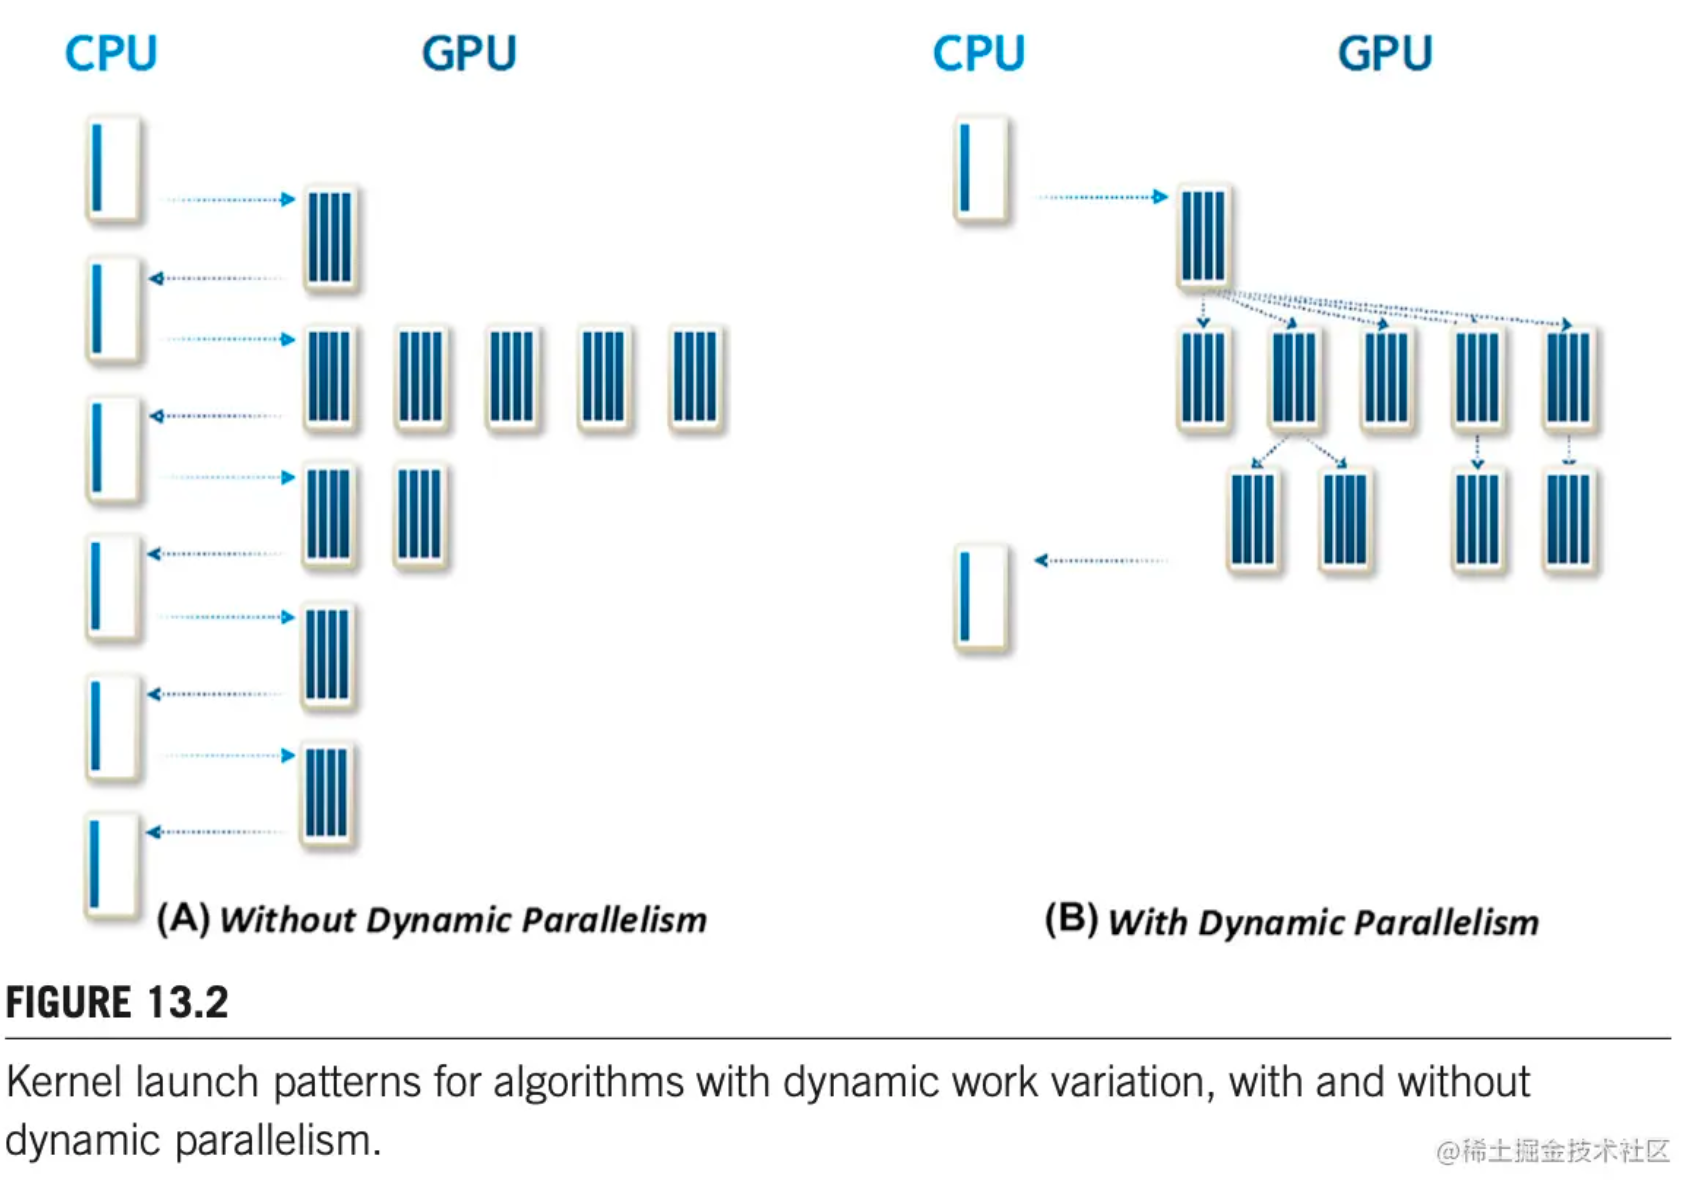 CPU GPU CPU GPU
(A) Without Dynamic Parallelism
(B) With Dynamic Parallelism
FIGURE 13.2
Kernel launch patterns for algorithms with dynamic work variation, with and without
dynamic parallelism.
@稀土掘金技术社区